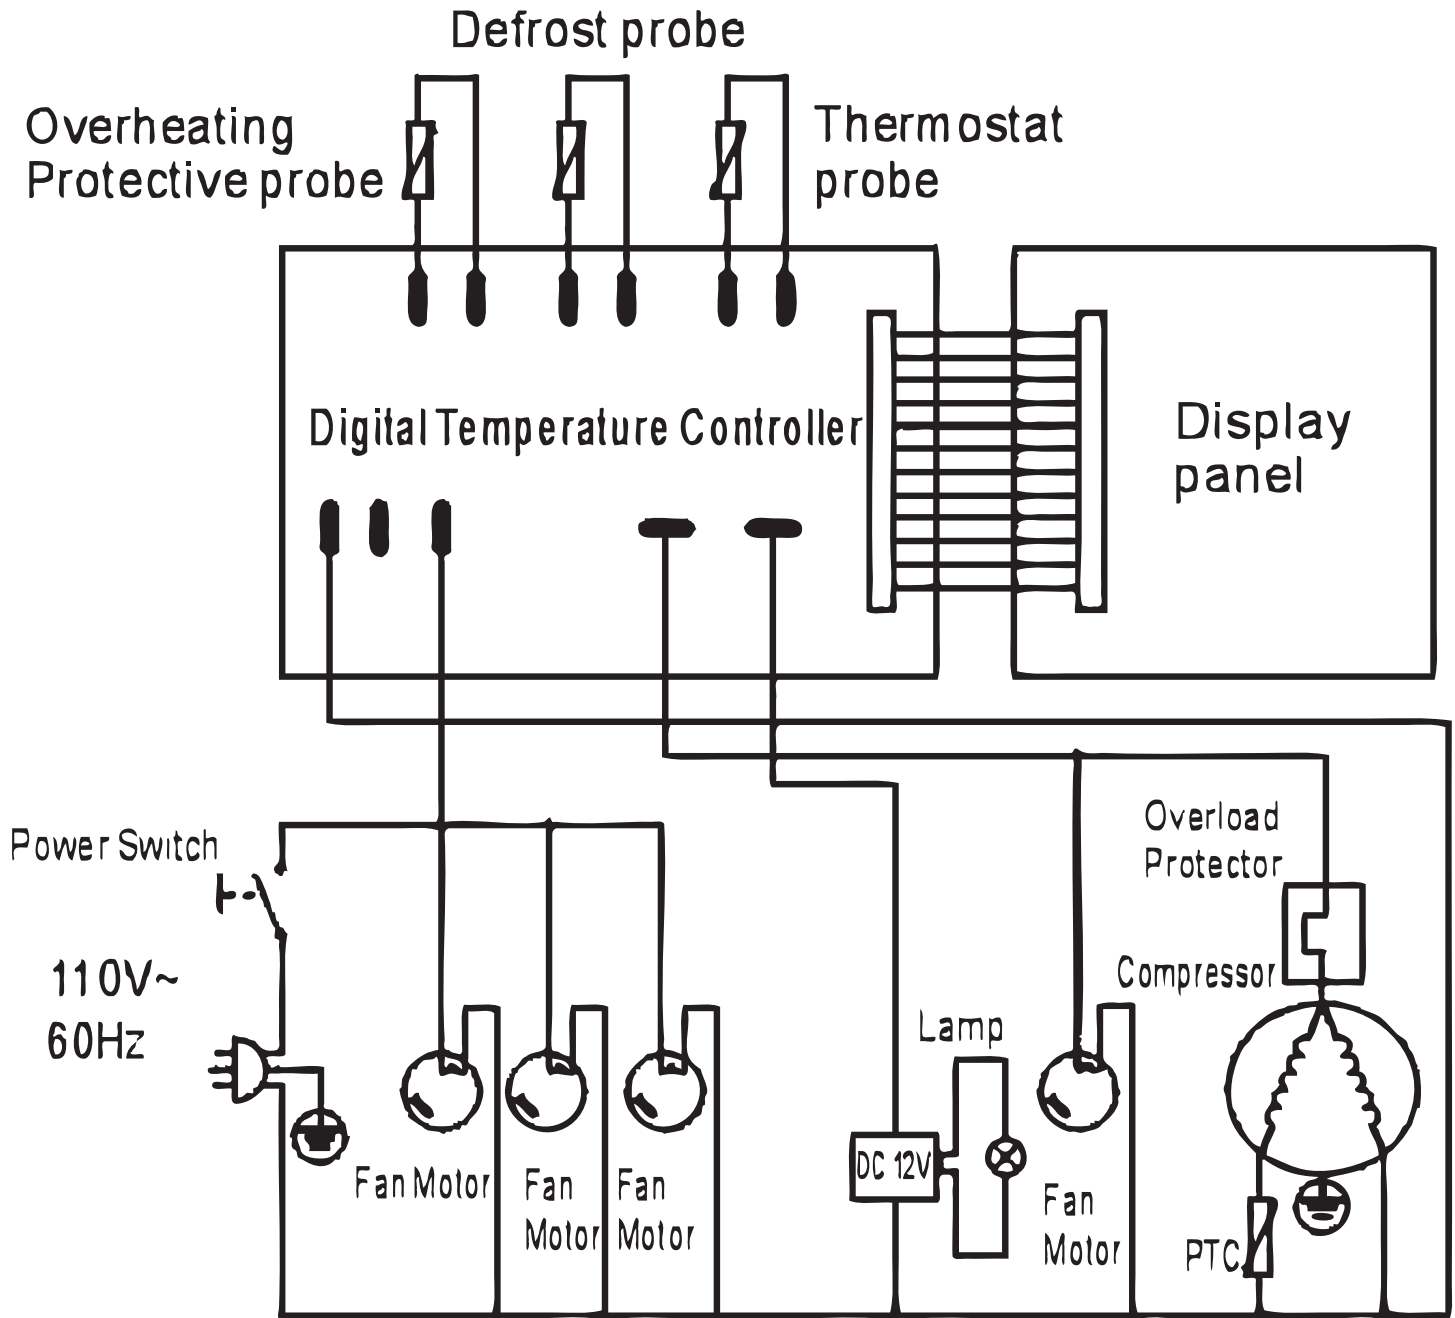 Defrost probe
Overheating
Protective probe
Thermostat
probe
Digital Temperature Controller
Display
panel
Power Switch
110V~
60Hz
Overload
Protector
Compressor
Lamp
DC 12V
Fan Motor
Fan
Motor
Fan
Motor
Fan
Motor
PTC